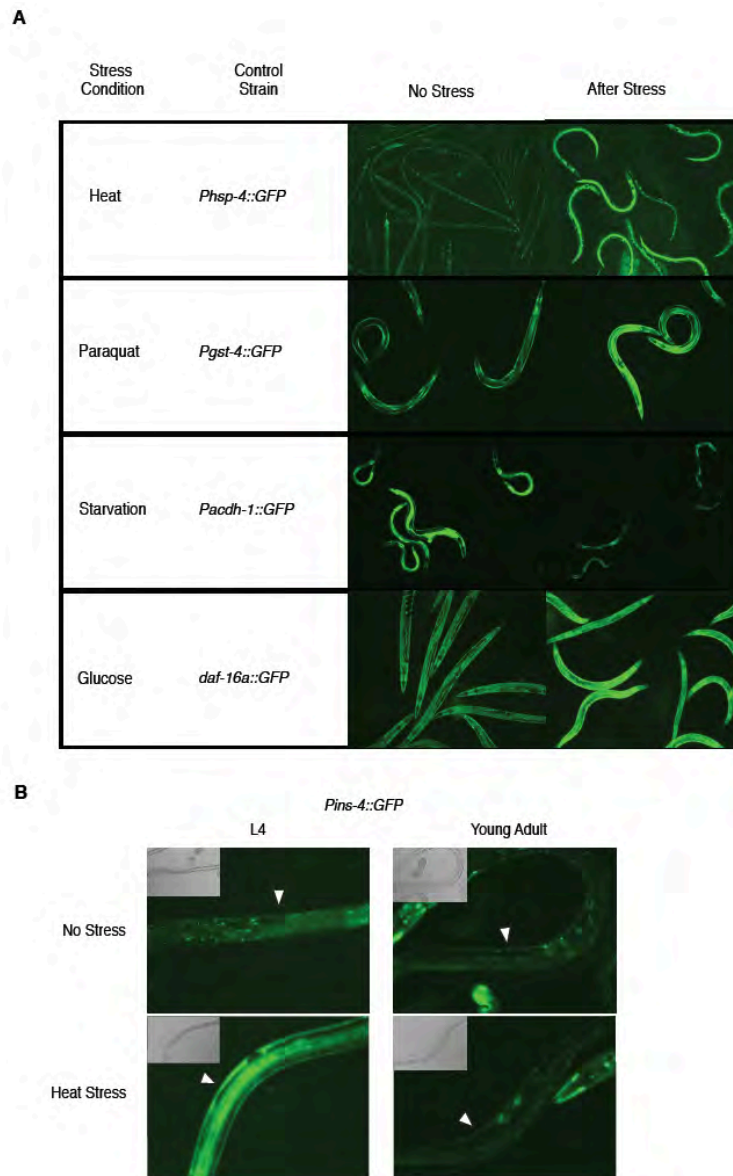 A
Stress
Condition
Control
Strain
No Stress
After Stress
Heat
Phsp-4::GFP
Paraquat
Pgst-4::GFP
Starvation
Pacdh-1::GFP
Glucose
daf-16a::GFP
B
Pins-4::GFP
L4
Young Adult
No Stress
Heat Stress